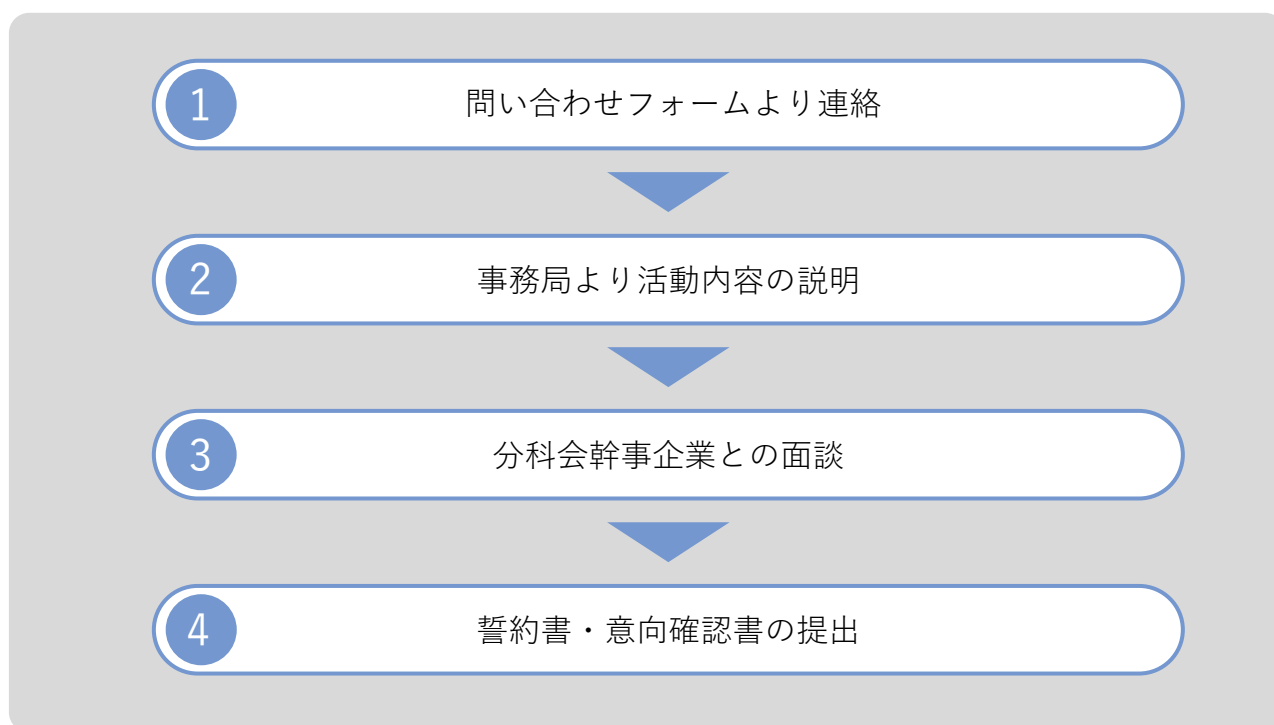 1 問い合わせフォームより連絡
2 事務局より活動内容の説明
3 分科会幹事企業との面談
4 誓約書・意向確認書の提出